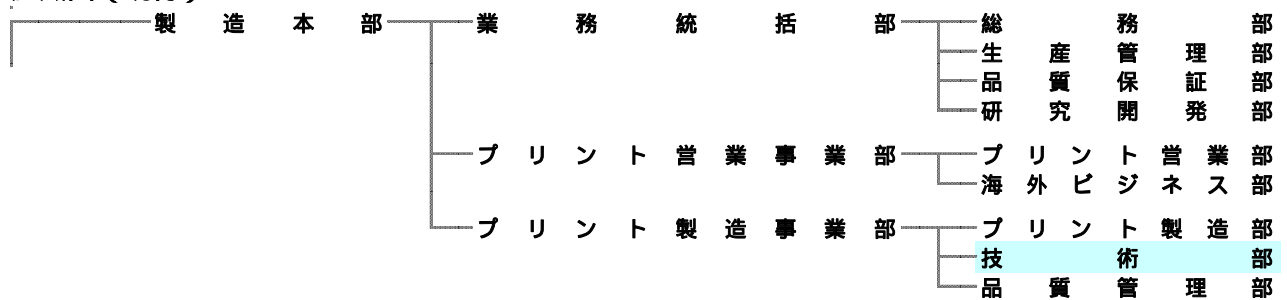 製造本部 業務統括部 総務部
生産管理部
品質保証部
研究開発部
プリント営業事業部 プリント営業部
海外ビジネス部
プリント製造事業部 プリント製造部
技術部
品質管理部